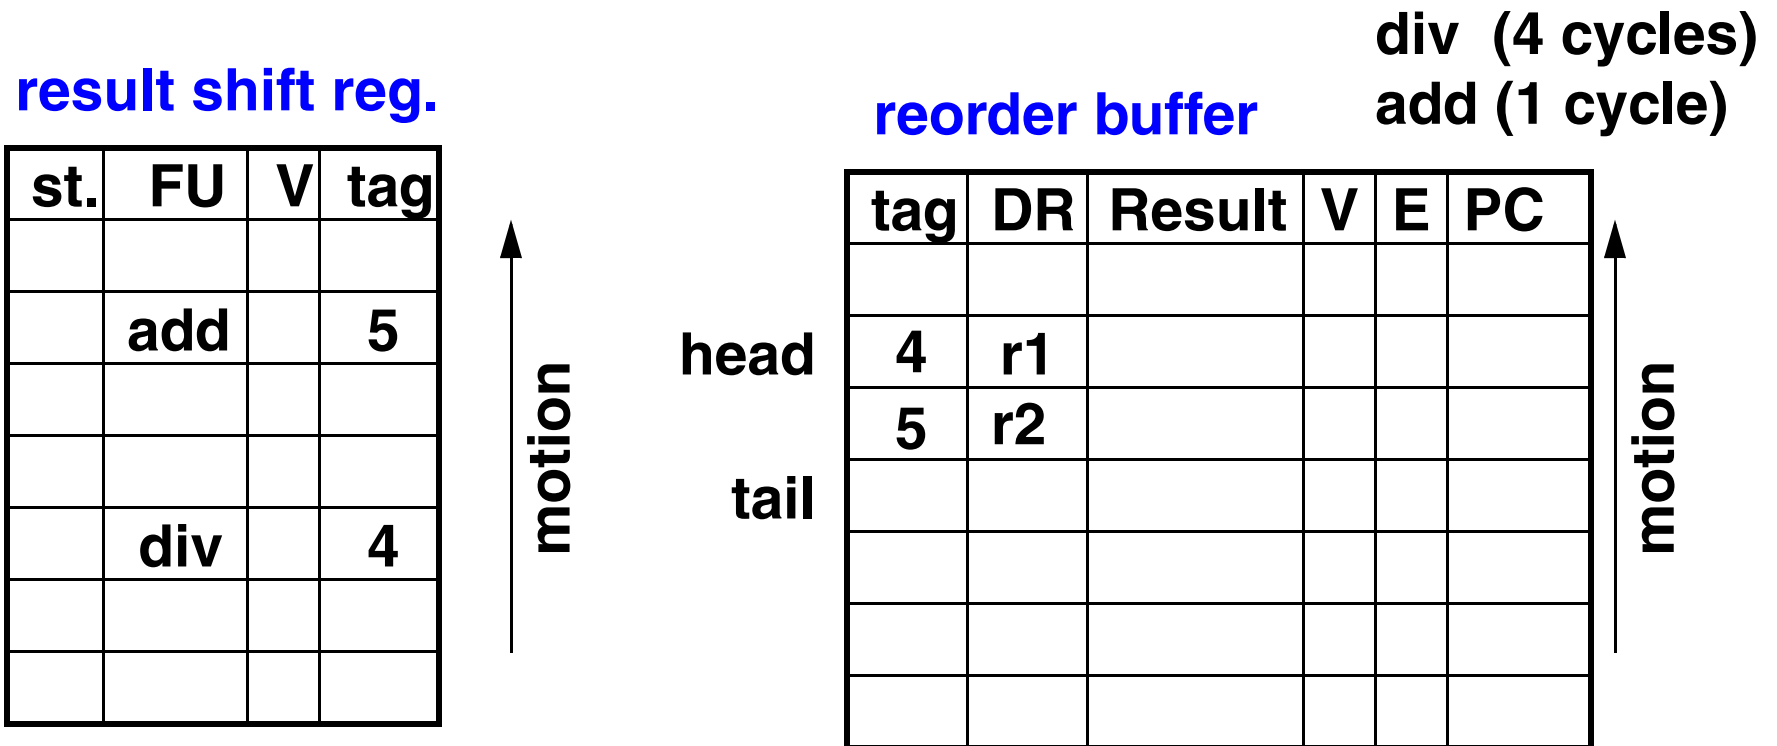 div (4 cycles)
add (1 cycle)
result shift reg.
st. FU V tag
add 5
div 4
motion
reorder buffer
tag DR Result V E PC
head 4 r1
5 r2
tail
motion